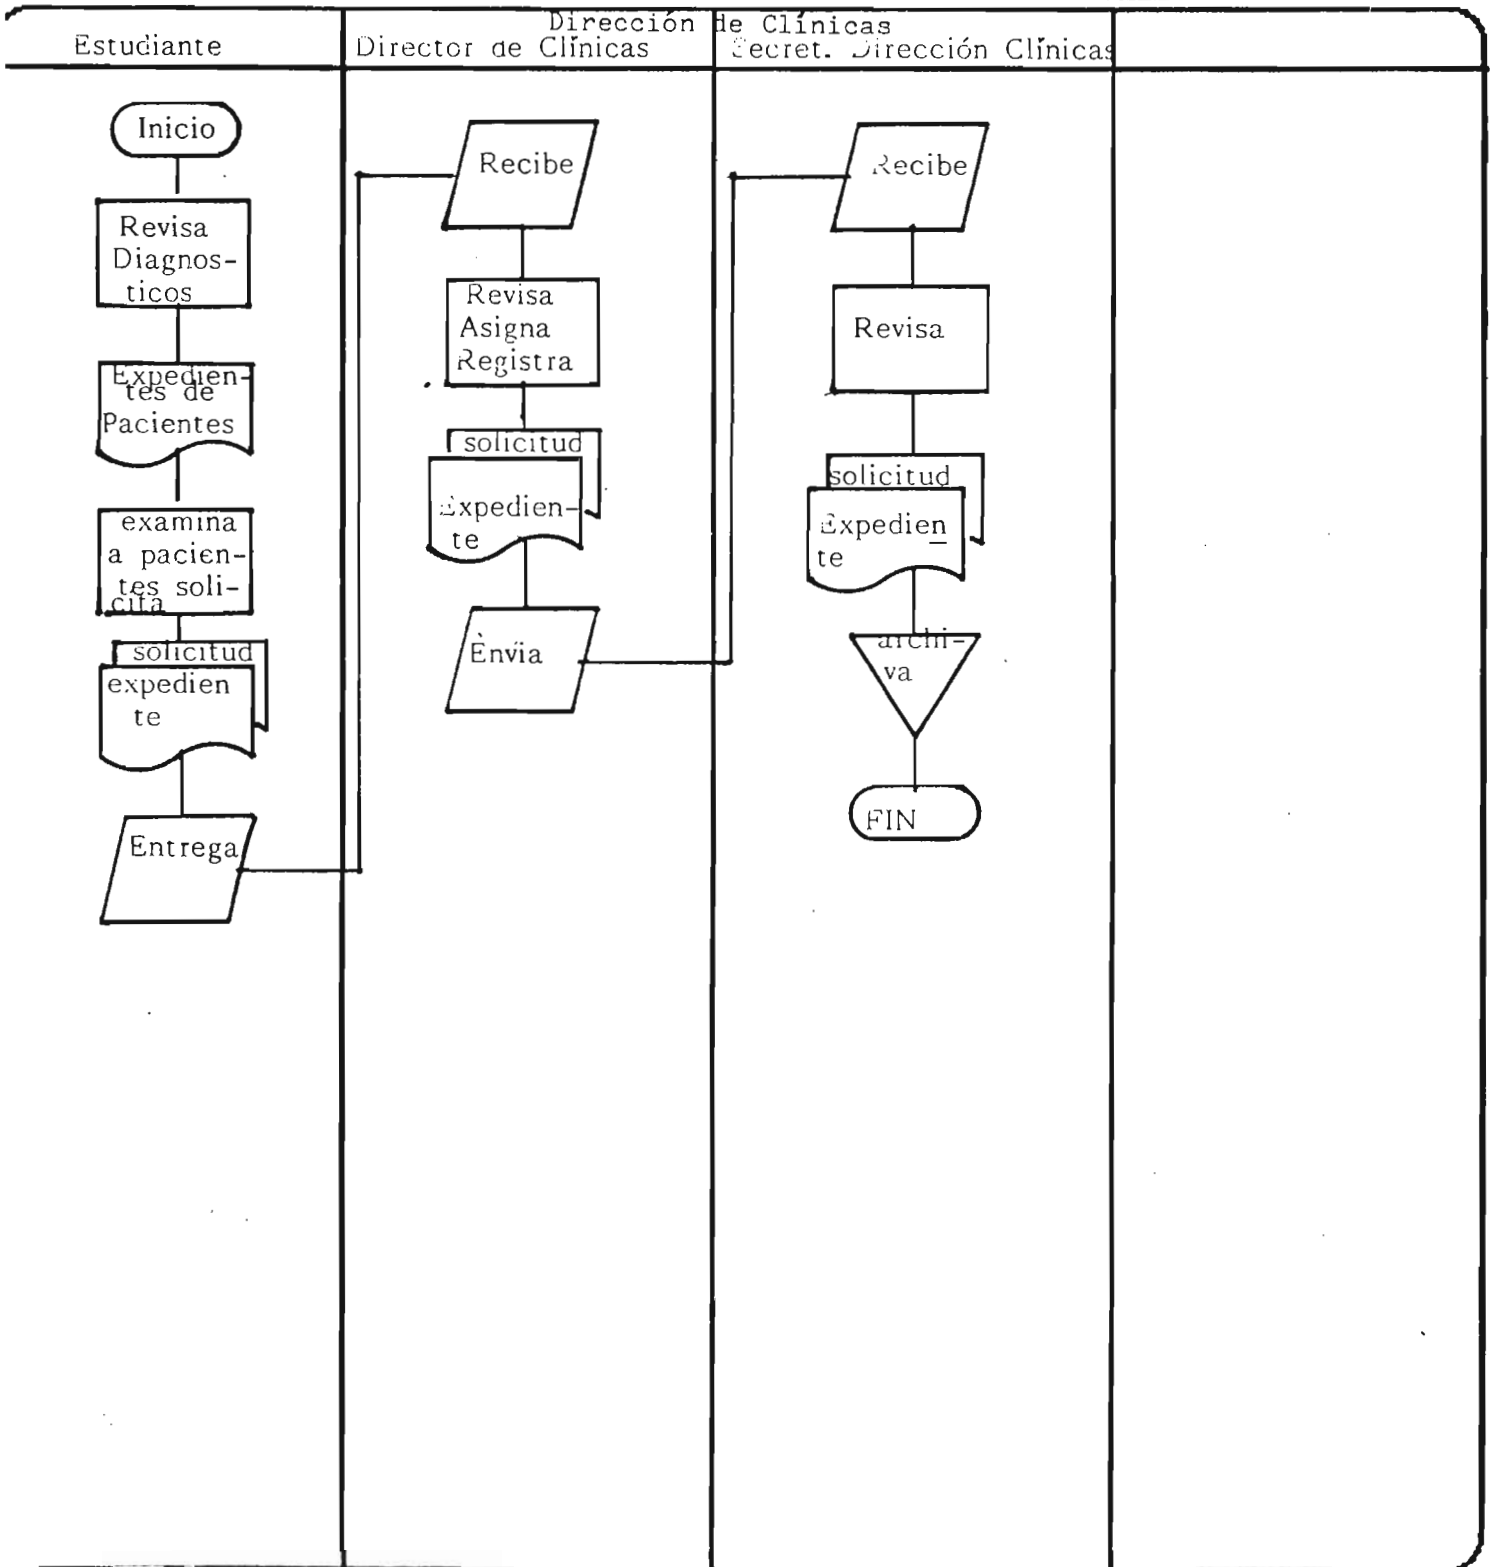 Dirección de Clínicas
Estudiante
Director de Clínicas
Secret. Dirección Clínicas
Inicio
Revisa
Diagnos-
ticos
Expedien-
tes de
Pacientes
examina
a pacien-
tes soli-
cita
solicitud
expedien
te
Entrega
Recibe
Revisa
Asigna
Registra
solicitud
Expedien-
te
Envïa
Recibe
Revisa
solicitud
Expedien
te
archi-
va
FIN